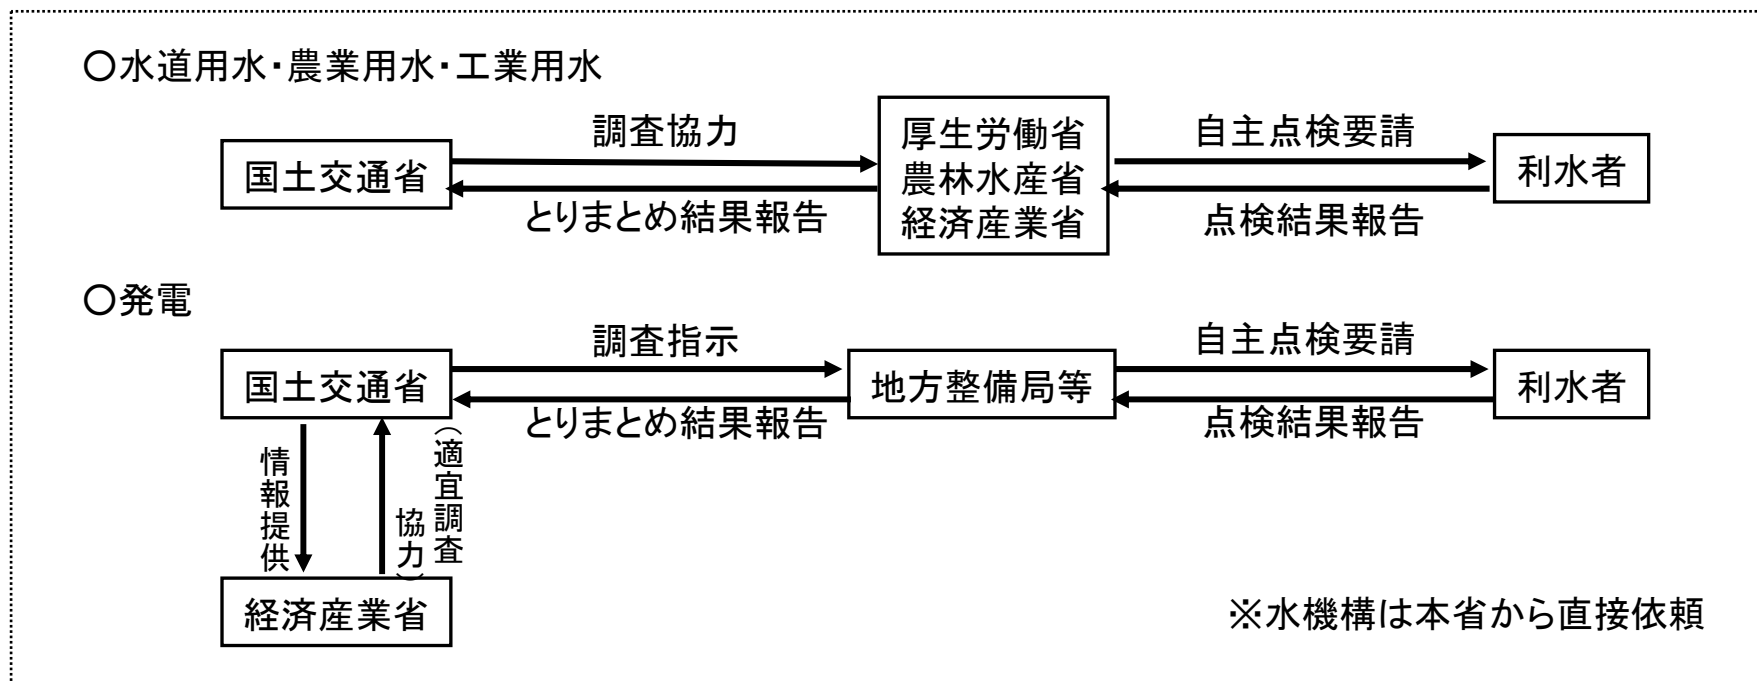 〇水道用水・農業用水・工業用水
国土交通省
調査協力
とりまとめ結果報告
厚生労働省
農林水産省
経済産業省
自主点検要請
点検結果報告
利水者
〇発電
国土交通省
調査指示
とりまとめ結果報告
地方整備局等
自主点検要請
点検結果報告
利水者
情報提供
（適宜調査
協力）
経済産業省
※水機構は本省から直接依頼